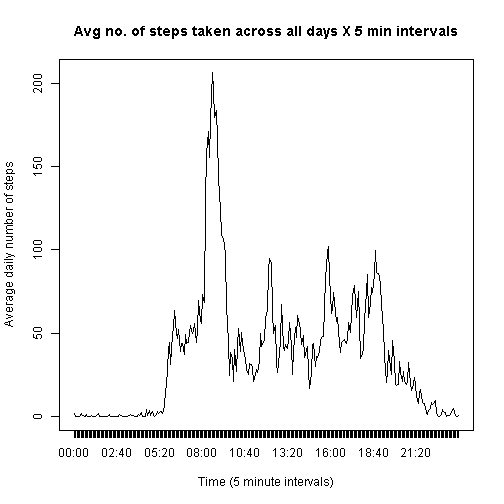 Avg no. of steps taken across all days X 5 min intervals
Average daily number of steps
200
150
100
50
0
00:00 02:40 05:20 08:00 10:40 13:20 16:00 18:40 21:20
Time (5 minute intervals)